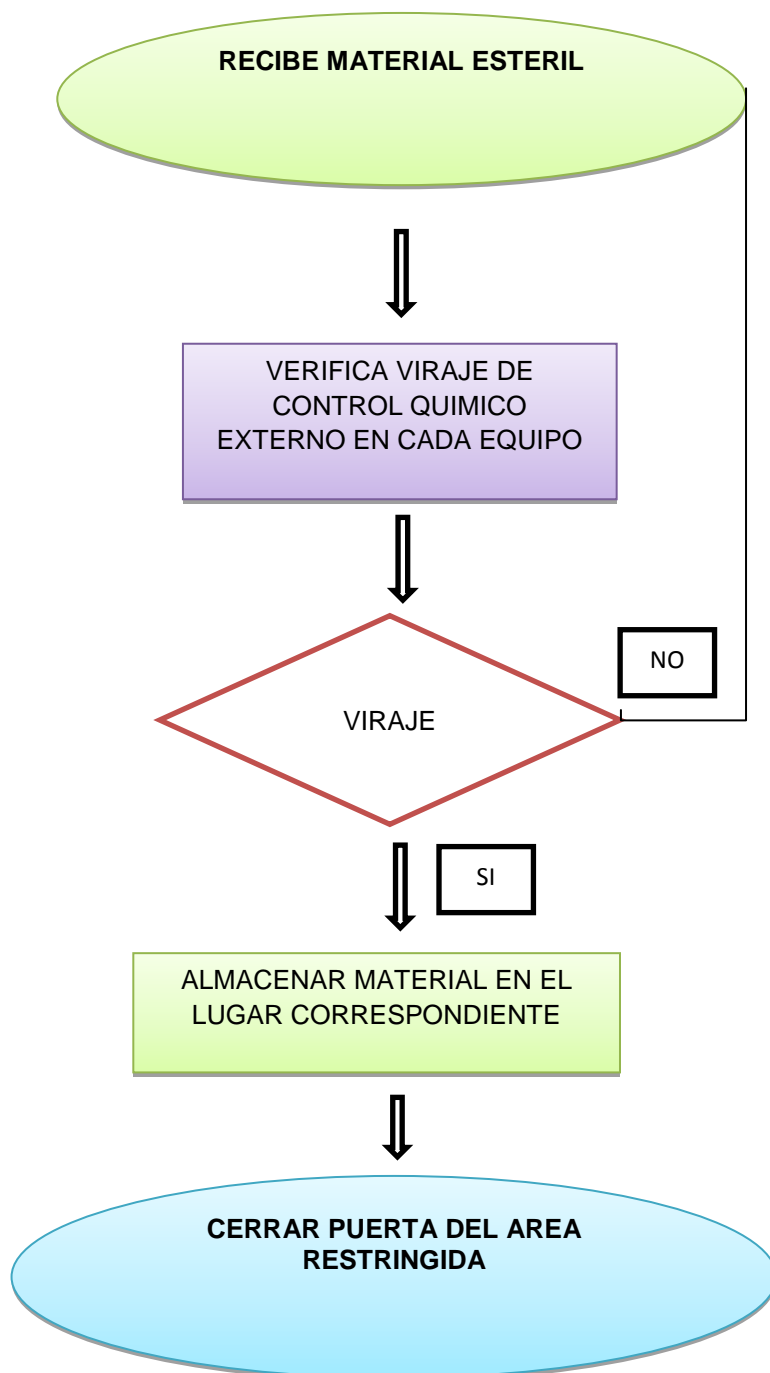 RECIBE MATERIAL ESTERIL
VERIFICA VIRAJE DE
CONTROL QUIMICO
EXTERNO EN CADA EQUIPO
NO
VIRAJE
SI
ALMACENAR MATERIAL EN EL
LUGAR CORRESPONDIENTE
CERRAR PUERTA DEL AREA
RESTRINGIDA